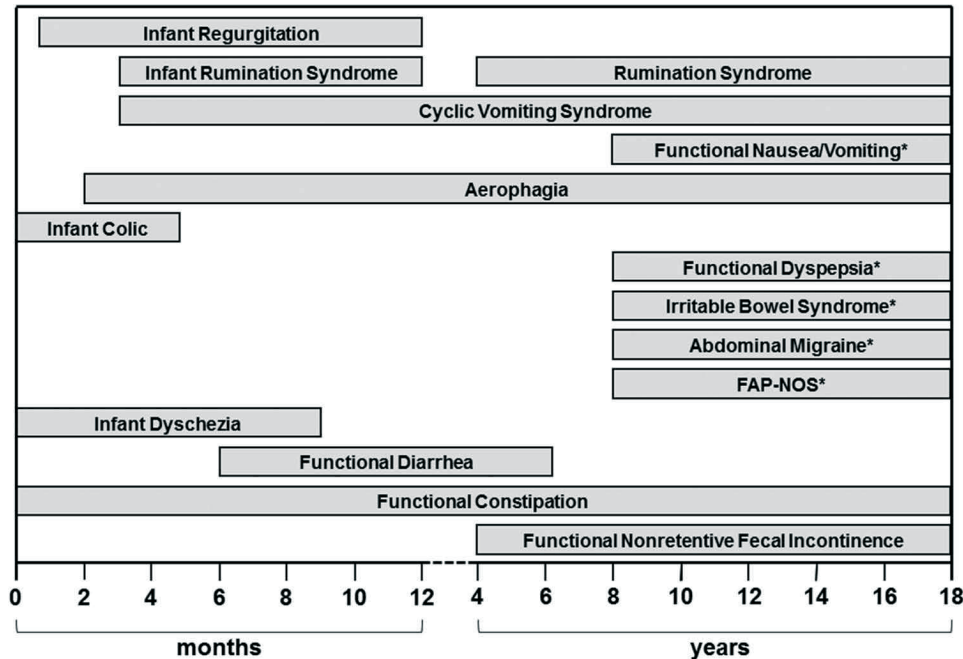 Infant Regurgitation
Infant Rumination Syndrome
Rumination Syndrome
Cyclic Vomiting Syndrome
Functional Nausea/Vomiting*
Aerophagia
Infant Colic
Functional Dyspepsia*
Irritable Bowel Syndrome*
Abdominal Migraine*
FAP-NOS*
Infant Dyschezia
Functional Diarrhea
Functional Constipation
Functional Nonretentive Fecal Incontinence
0 2 4 6 8 10 12 4 6 8 10 12 14 16 18
months years